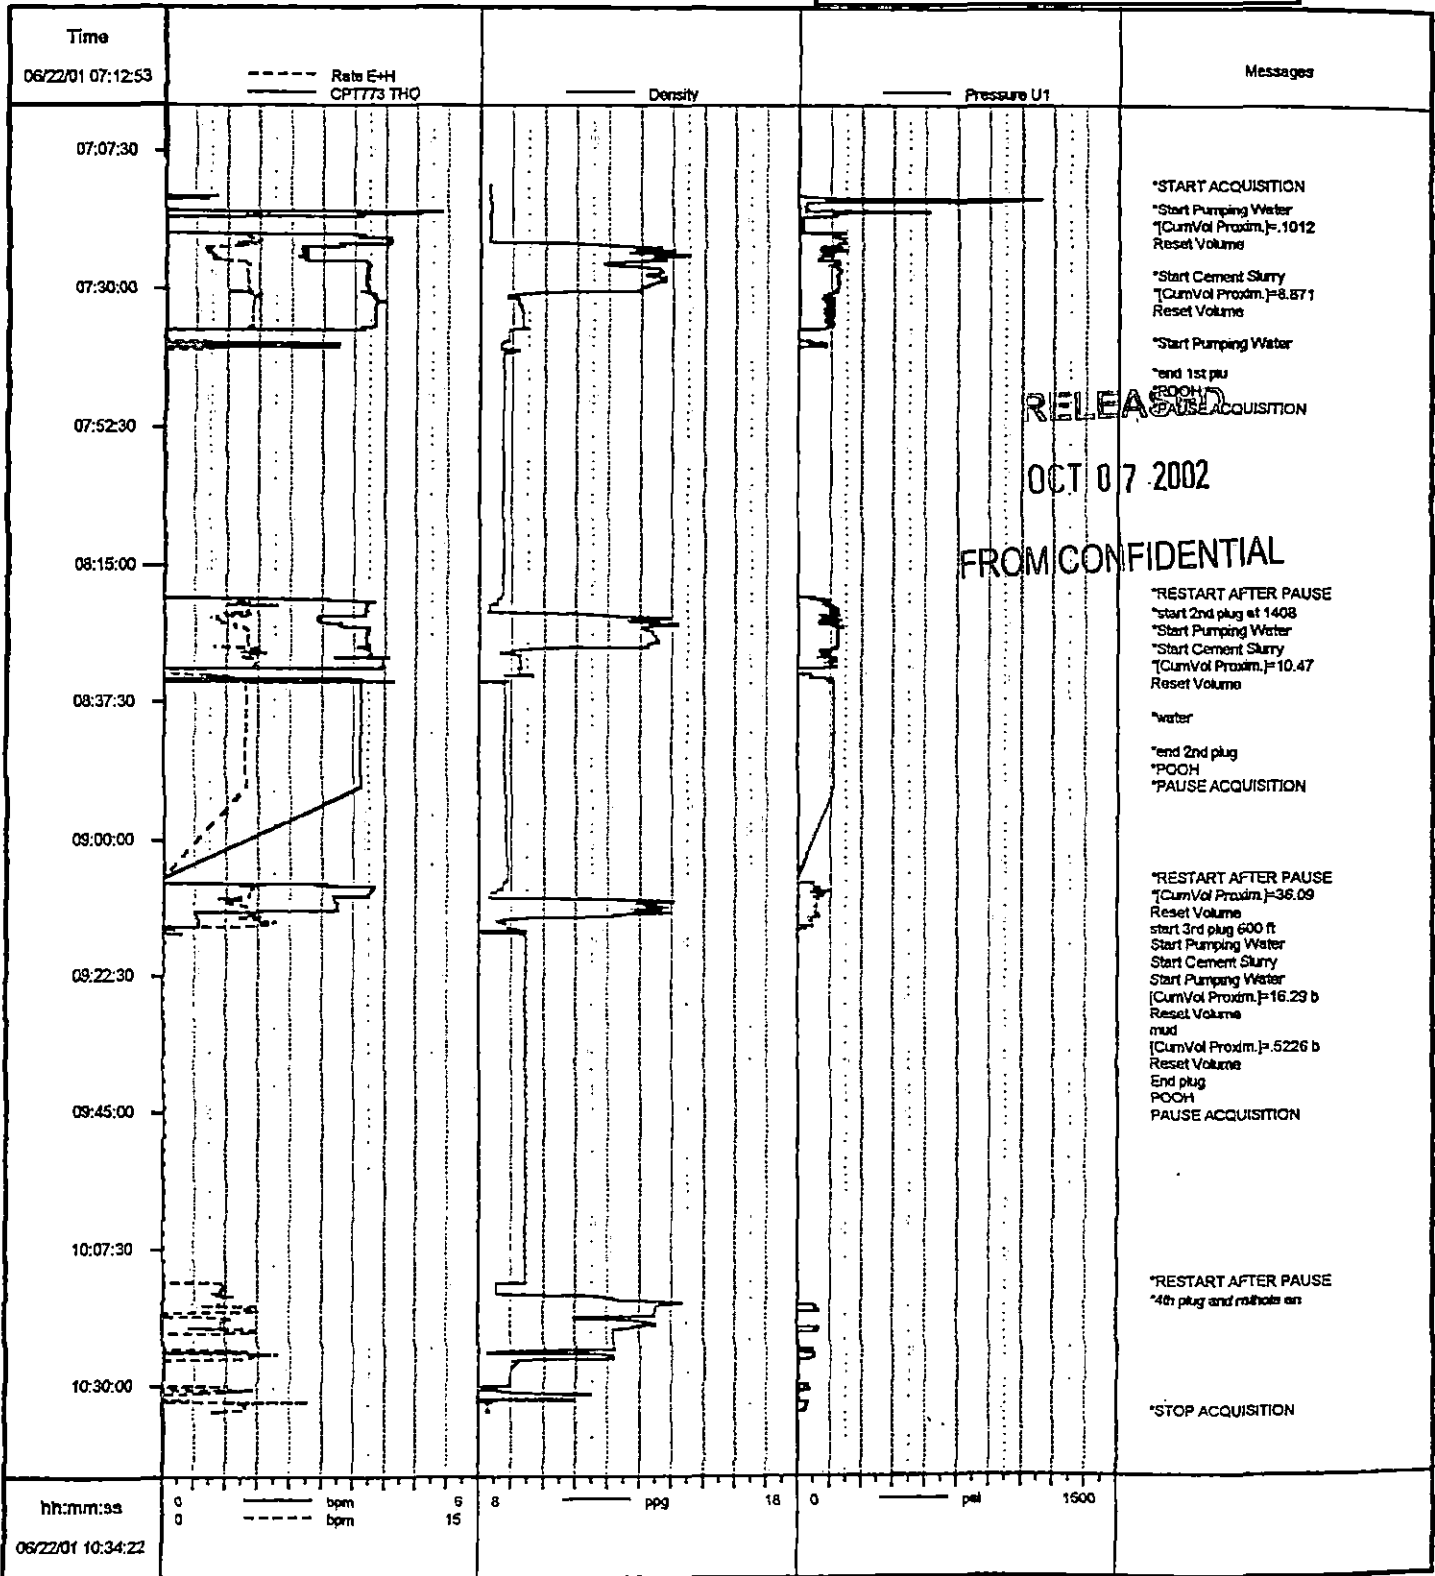 Time
06/22/01 07:12:53
Rate E+H
CPT773 THO
Density
Pressure U1
Messages
07:07:30
07:30:00
07:52:30
08:15:00
08:37:30
09:00:00
09:22:30
09:45:00
10:07:30
10:30:00
*START ACQUISITION
*Start Pumping Water
*[CumVol Proxim.]=.1012
Reset Volume
*Start Cement Slurry
*[CumVol Proxim.]=8.871
Reset Volume
*Start Pumping Water
*end 1st plu
*POOH
*PAUSE ACQUISITION
RELEASED
OCT 07 2002
FROM CONFIDENTIAL
*RESTART AFTER PAUSE
*start 2nd plug at 1408
*Start Pumping Water
*Start Cement Slurry
*[CumVol Proxim.]=10.47
Reset Volume
*water
*end 2nd plug
*POOH
*PAUSE ACQUISITION
*RESTART AFTER PAUSE
*[CumVol Proxim.]=36.09
Reset Volume
start 3rd plug 600 ft
Start Pumping Water
Start Cement Slurry
Start Pumping Water
[CumVol Proxim.]=16.29 b
Reset Volume
mud
[CumVol Proxim.]=.5226 b
Reset Volume
End plug
POOH
PAUSE ACQUISITION
*RESTART AFTER PAUSE
*4th plug and
*STOP ACQUISITION
hh:mm:ss
06/22/01 10:34:22
0 bpm 6
0 bpm 15
8 ppg 18
0 psi 1500